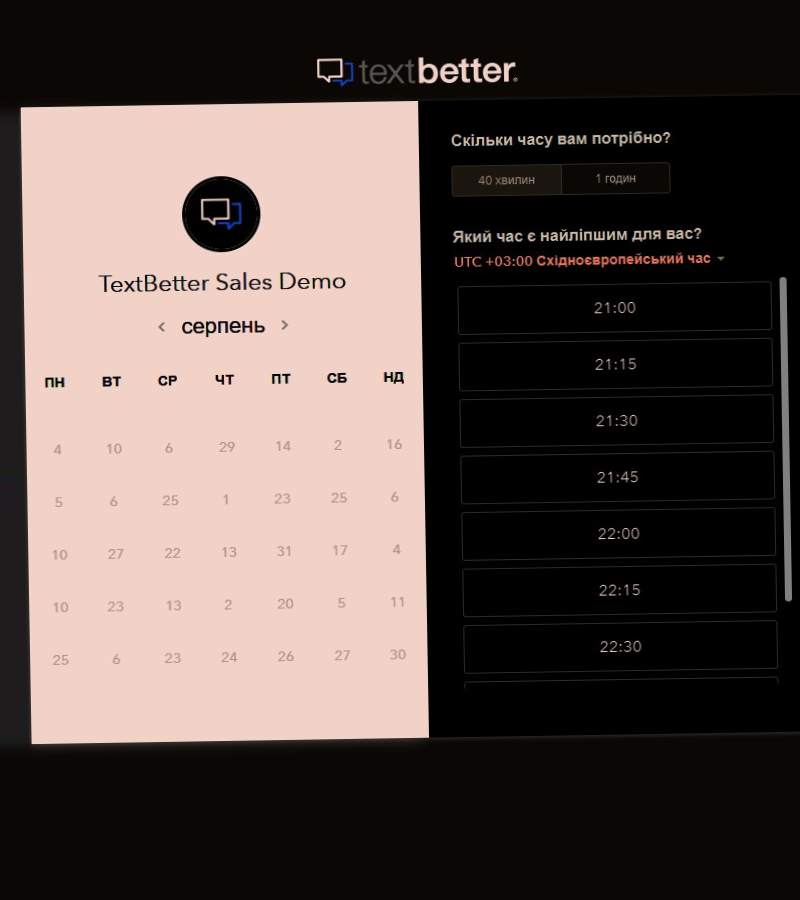 textbetter.
TextBetter Sales Demo
серпень
ПН ВТ СР ЧТ ПТ СБ НД
4 10 6 29 14 2 16
5 6 25 1 23 25 6
10 27 22 13 31 17 4
10 23 13 2 20 5 11
25 6 23 24 26 27 30
Скільки часу вам потрібно?
40 хвилин 1 годин
Який час є найліпшим для вас?
UTC +03:00 Східноєвропейський час
21:00
21:15
21:30
21:45
22:00
22:15
22:30